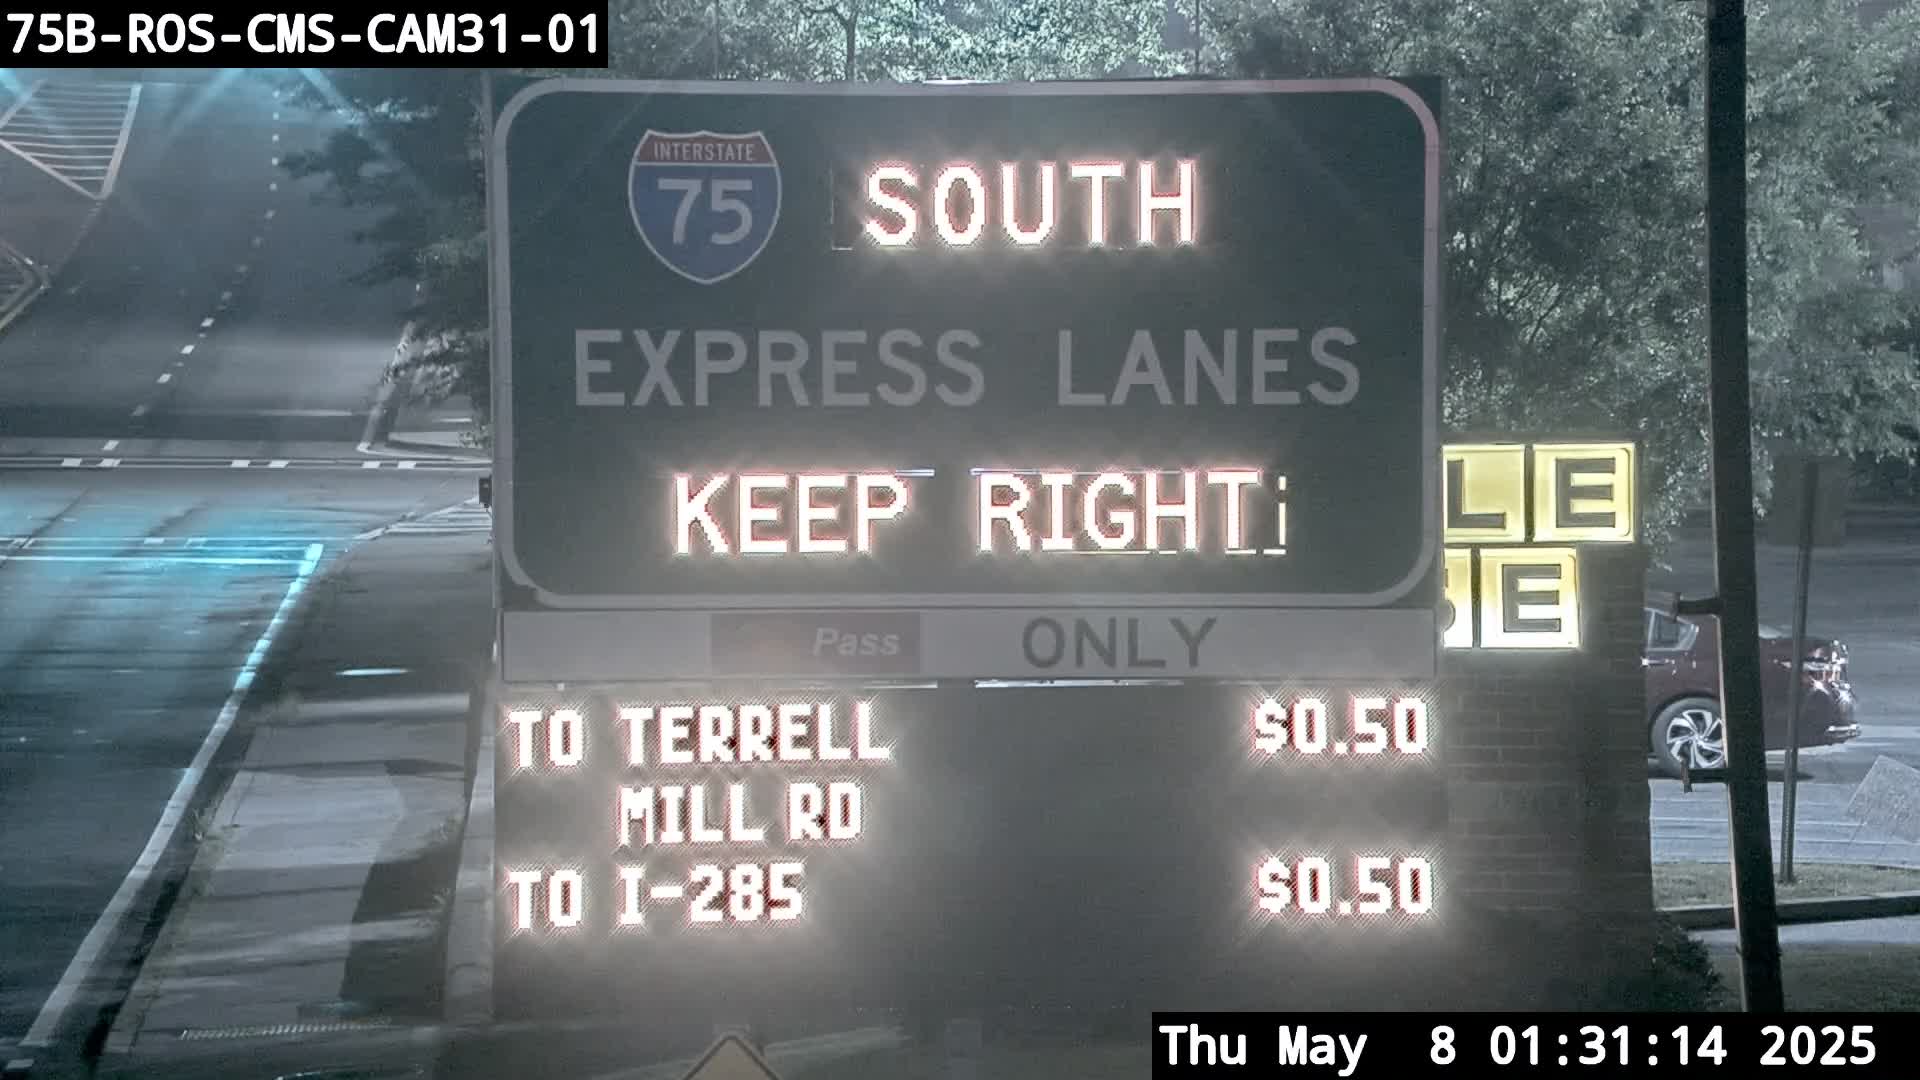 75B-ROS-CMS-CAM31-01
INTERSTATE
75
SOUTH
EXPRESS LANES
KEEP RIGHT
Pass ONLY
LE
E
TO TERRELL $0.50
MILL RD
TO I-285 $0.50
Thu May 8 01:31:14 2025